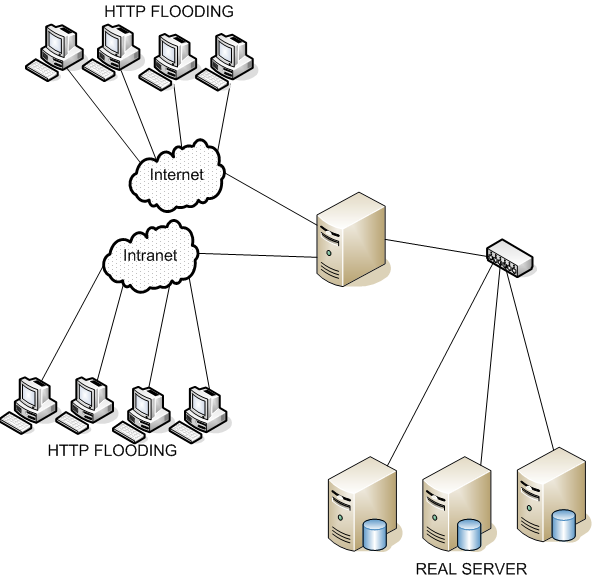 HTTP FLOODING
Internet
Intranet
HTTP FLOODING
REAL SERVER